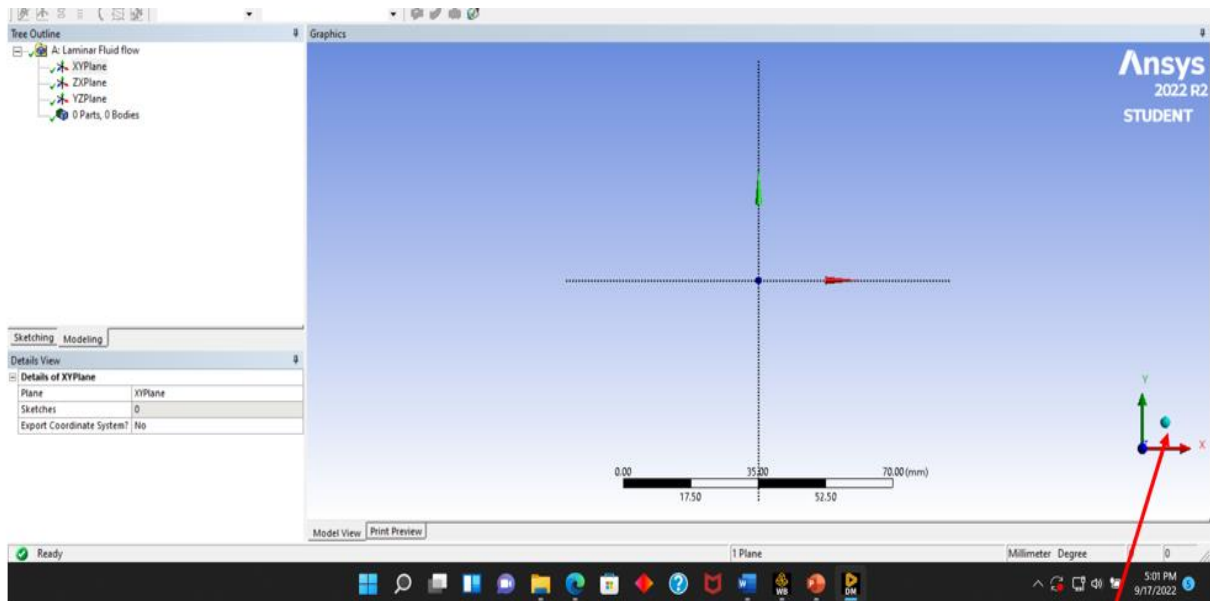 Tree Outline
Graphics
A: Laminar Fluid flow
XYPlane
ZXPlane
YZPlane
0 Parts, 0 Bodies
Ansys
2022 R2
STUDENT
Sketching Modeling
Details View
Details of XYPlane
Plane XYPlane
Sketches 0
Export Coordinate System? No
Y
X
0.00 35.00 70.00 (mm)
17.50 52.50
Model View Print Preview
Ready 1 Plane Millimeter Degree 0
WB DM
5:01 PM
9/17/2022 5